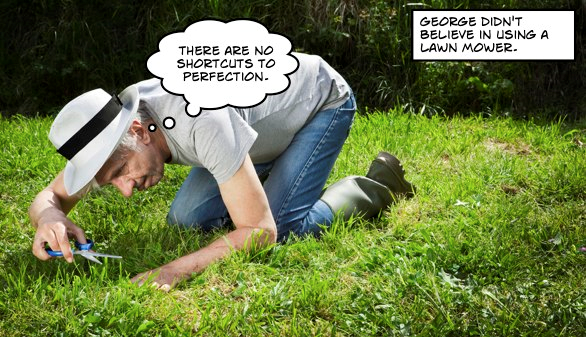 GEORGE DIDN'T
BELIEVE IN USING A
LAWN MOWER.
THERE ARE NO
SHORTCUTS TO
PERFECTION.